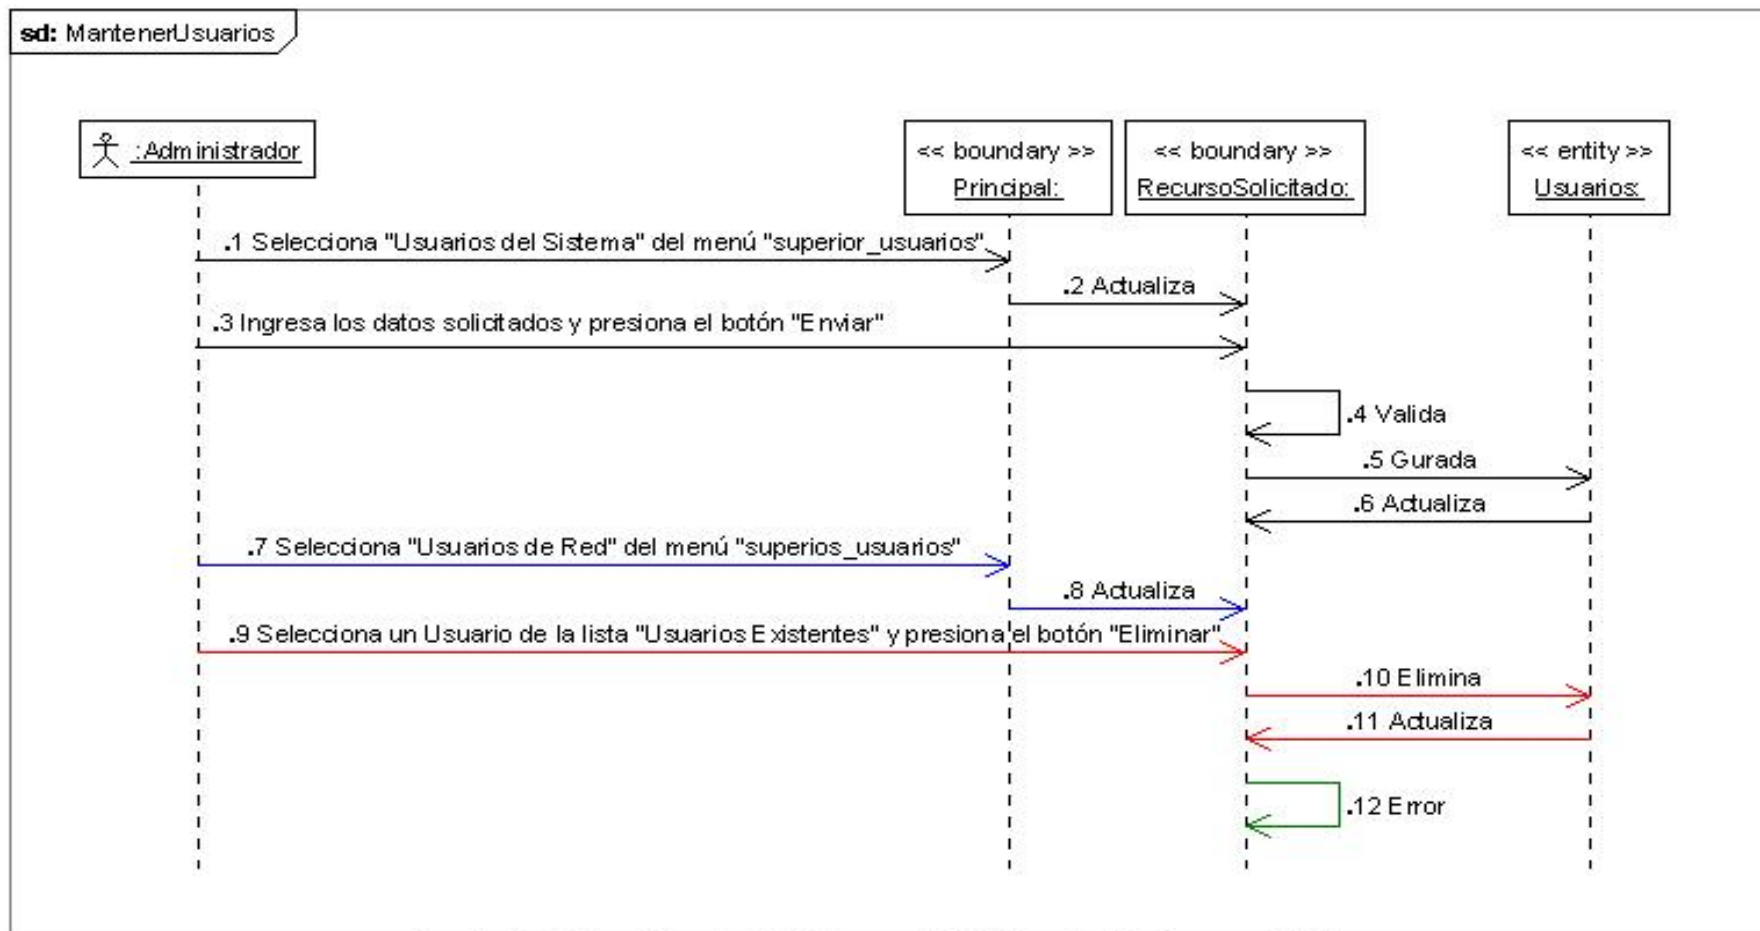 sd: MantenerUsuarios
:Administrador
<< boundary >>
Principal:
<< boundary >>
RecursoSolicitado:
<< entity >>
Usuarios:
.1 Selecciona "Usuarios del Sistema" del menú "superior_usuarios"
.2 Actualiza
.3 Ingresa los datos solicitados y presiona el botón "Enviar"
.4 Valida
.5 Gurada
.6 Actualiza
.7 Selecciona "Usuarios de Red" del menú "superios_usuarios"
.8 Actualiza
.9 Selecciona un Usuario de la lista "Usuarios Existentes" y presiona el botón "Eliminar"
.10 Elimina
.11 Actualiza
.12 Error